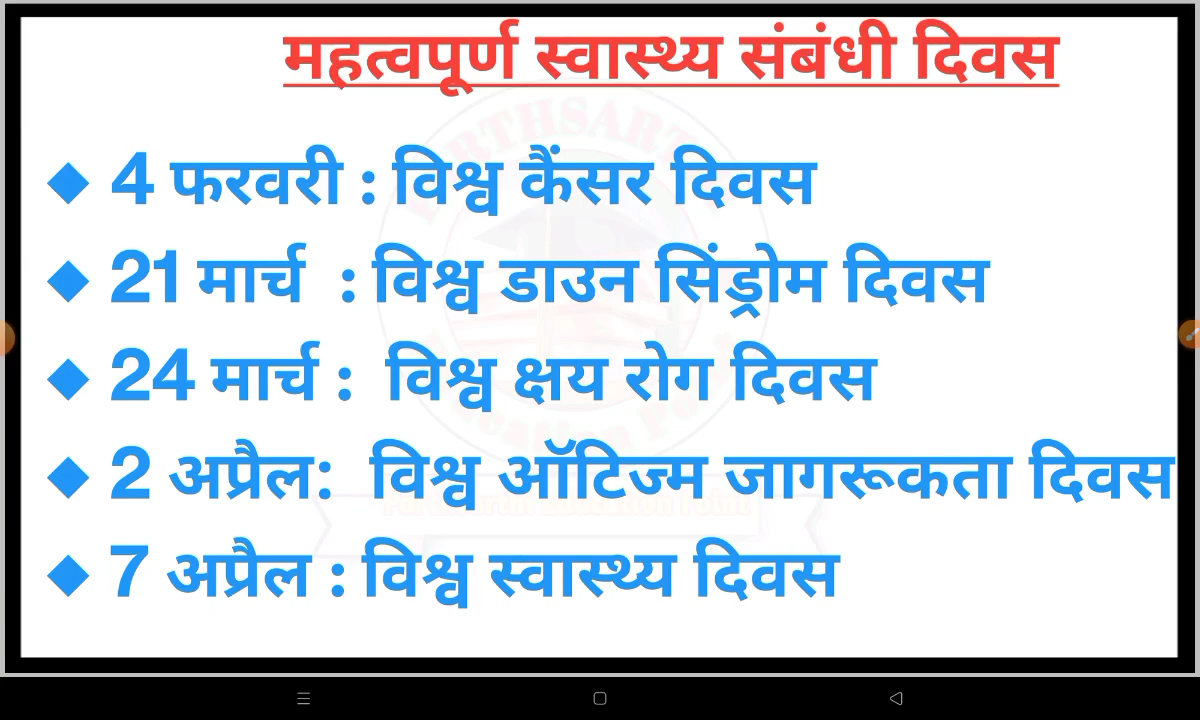 महत्वपूर्ण स्वास्थ्य संबंधी दिवस
◆ 4 फरवरी : विश्व कैंसर दिवस
◆ 21 मार्च : विश्व डाउन सिंड्रोम दिवस
◆ 24 मार्च : विश्व क्षय रोग दिवस
◆ 2 अप्रैल: विश्व ऑटिज्म जागरूकता दिवस
◆ 7 अप्रैल : विश्व स्वास्थ्य दिवस